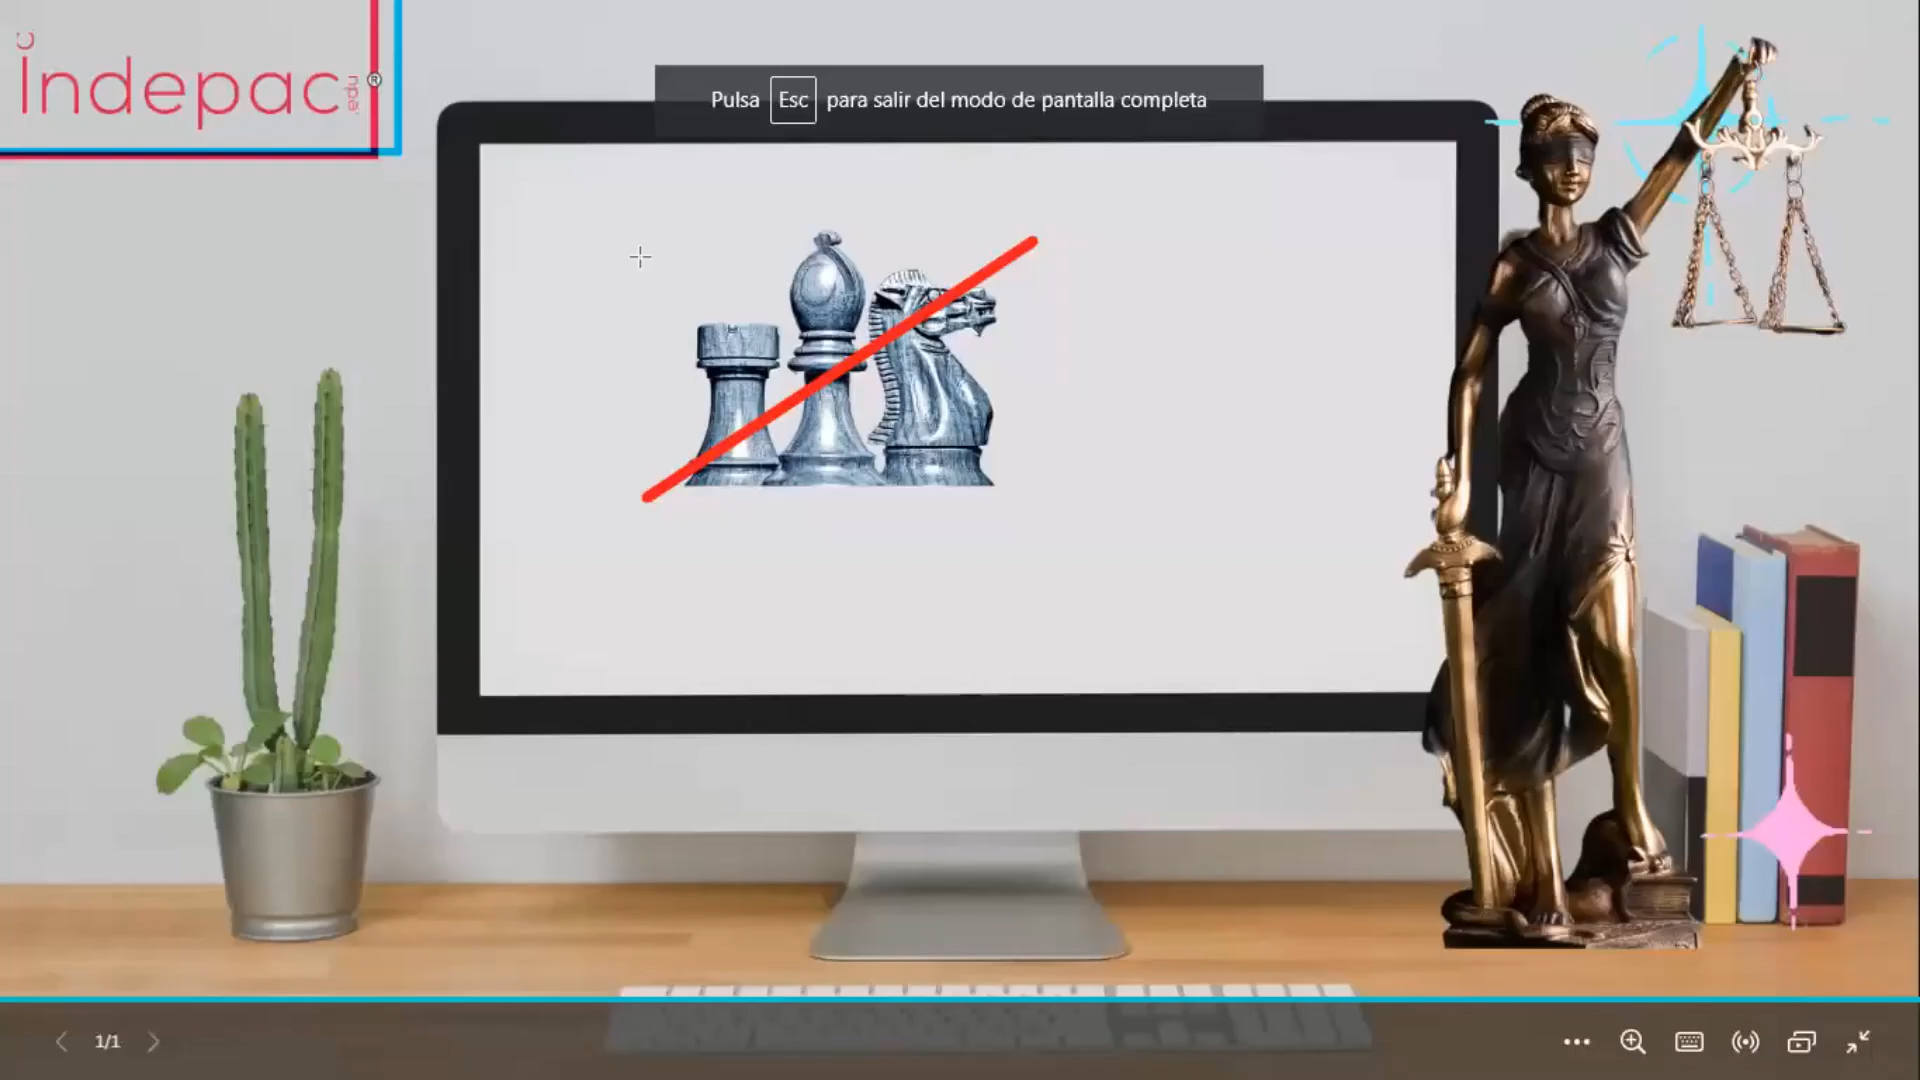 indepac
edu.
®
Pulsa Esc para salir del modo de pantalla completa
1/1